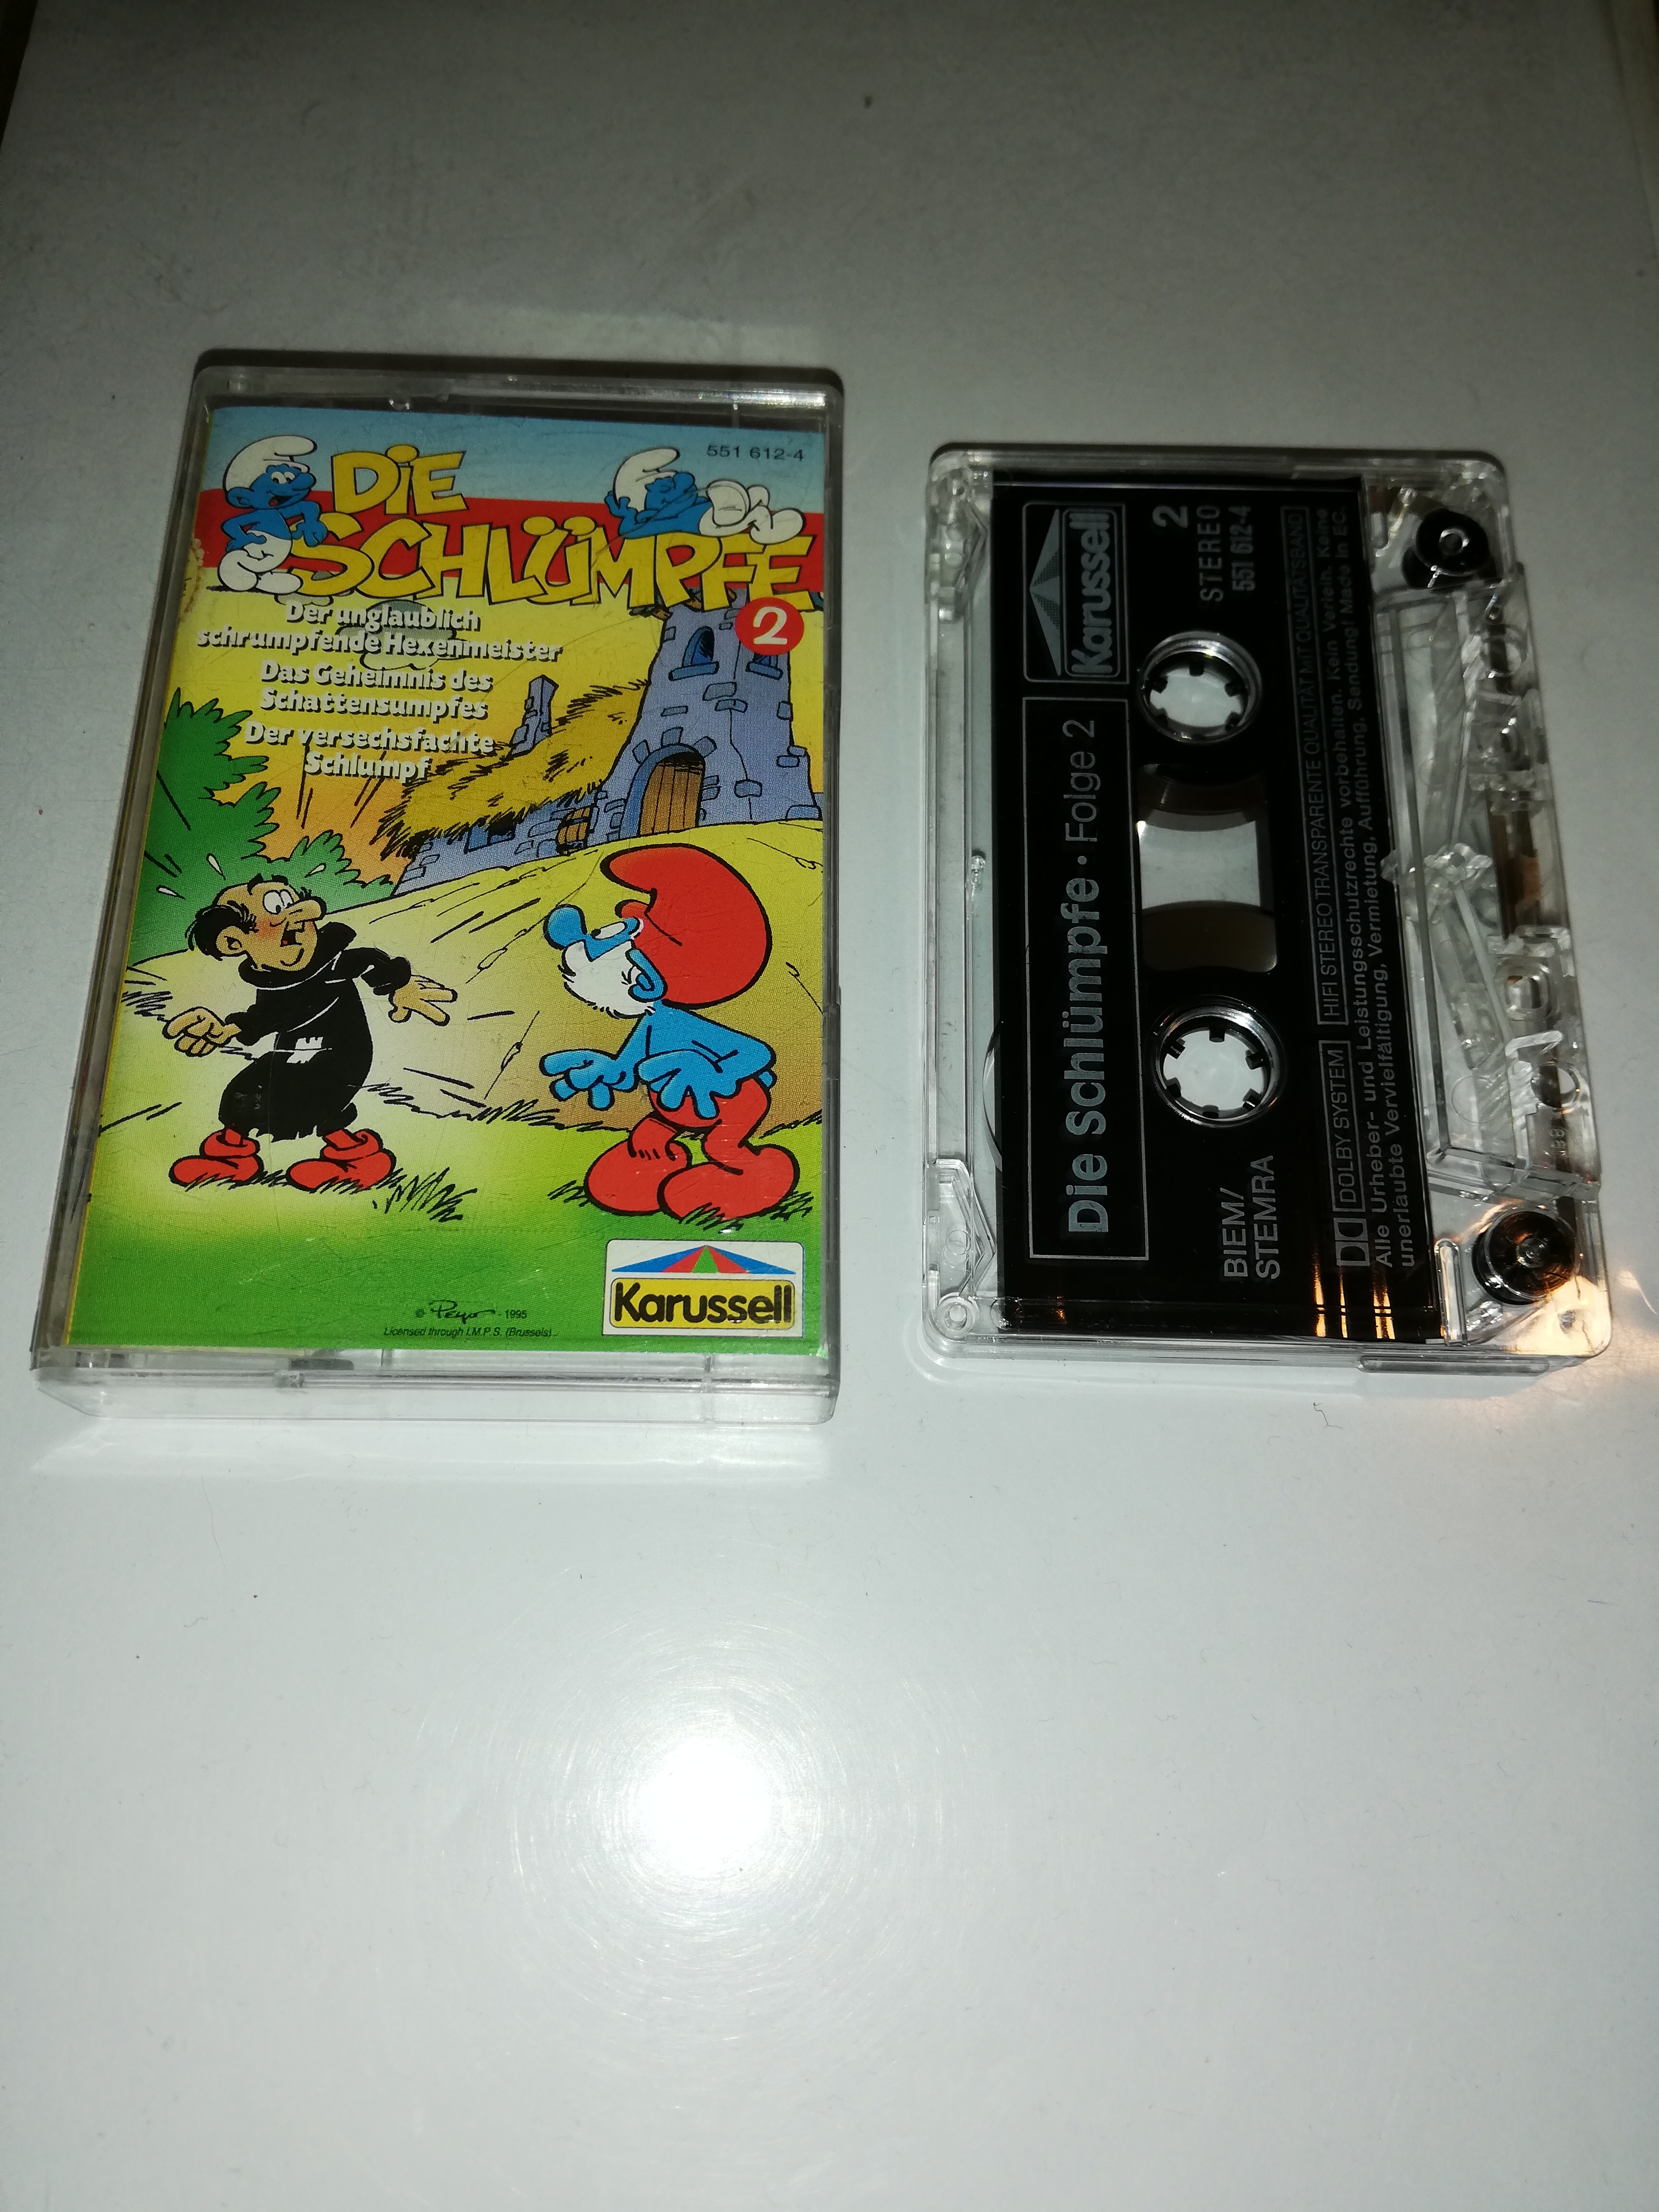 551 612-4
DiE
SCHLÜMPFE
2
Der unglaublich
schrumpfende Hexenmeister
Das Geheimnis des
Schattensumpfes
Der versechsfachte
Schlumpf
© Peyo - 1995
Licensed through I.M.P.S. (Brussels)
Karussell
Karussell
Die Schlümpfe • Folge 2
2
STEREO
551 612-4
BIEM/
STEMRA
DOLBY SYSTEM HIFI STEREO TRANSPARENTE QUALITÄT MIT QUALITÄTSBAND
Alle Urheber- und Leistungsschutzrechte vorbehalten. Kein Verleih. Keine
unerlaubte Vervielfältigung, Vermietung, Aufführung, Sendung! Made in EC.